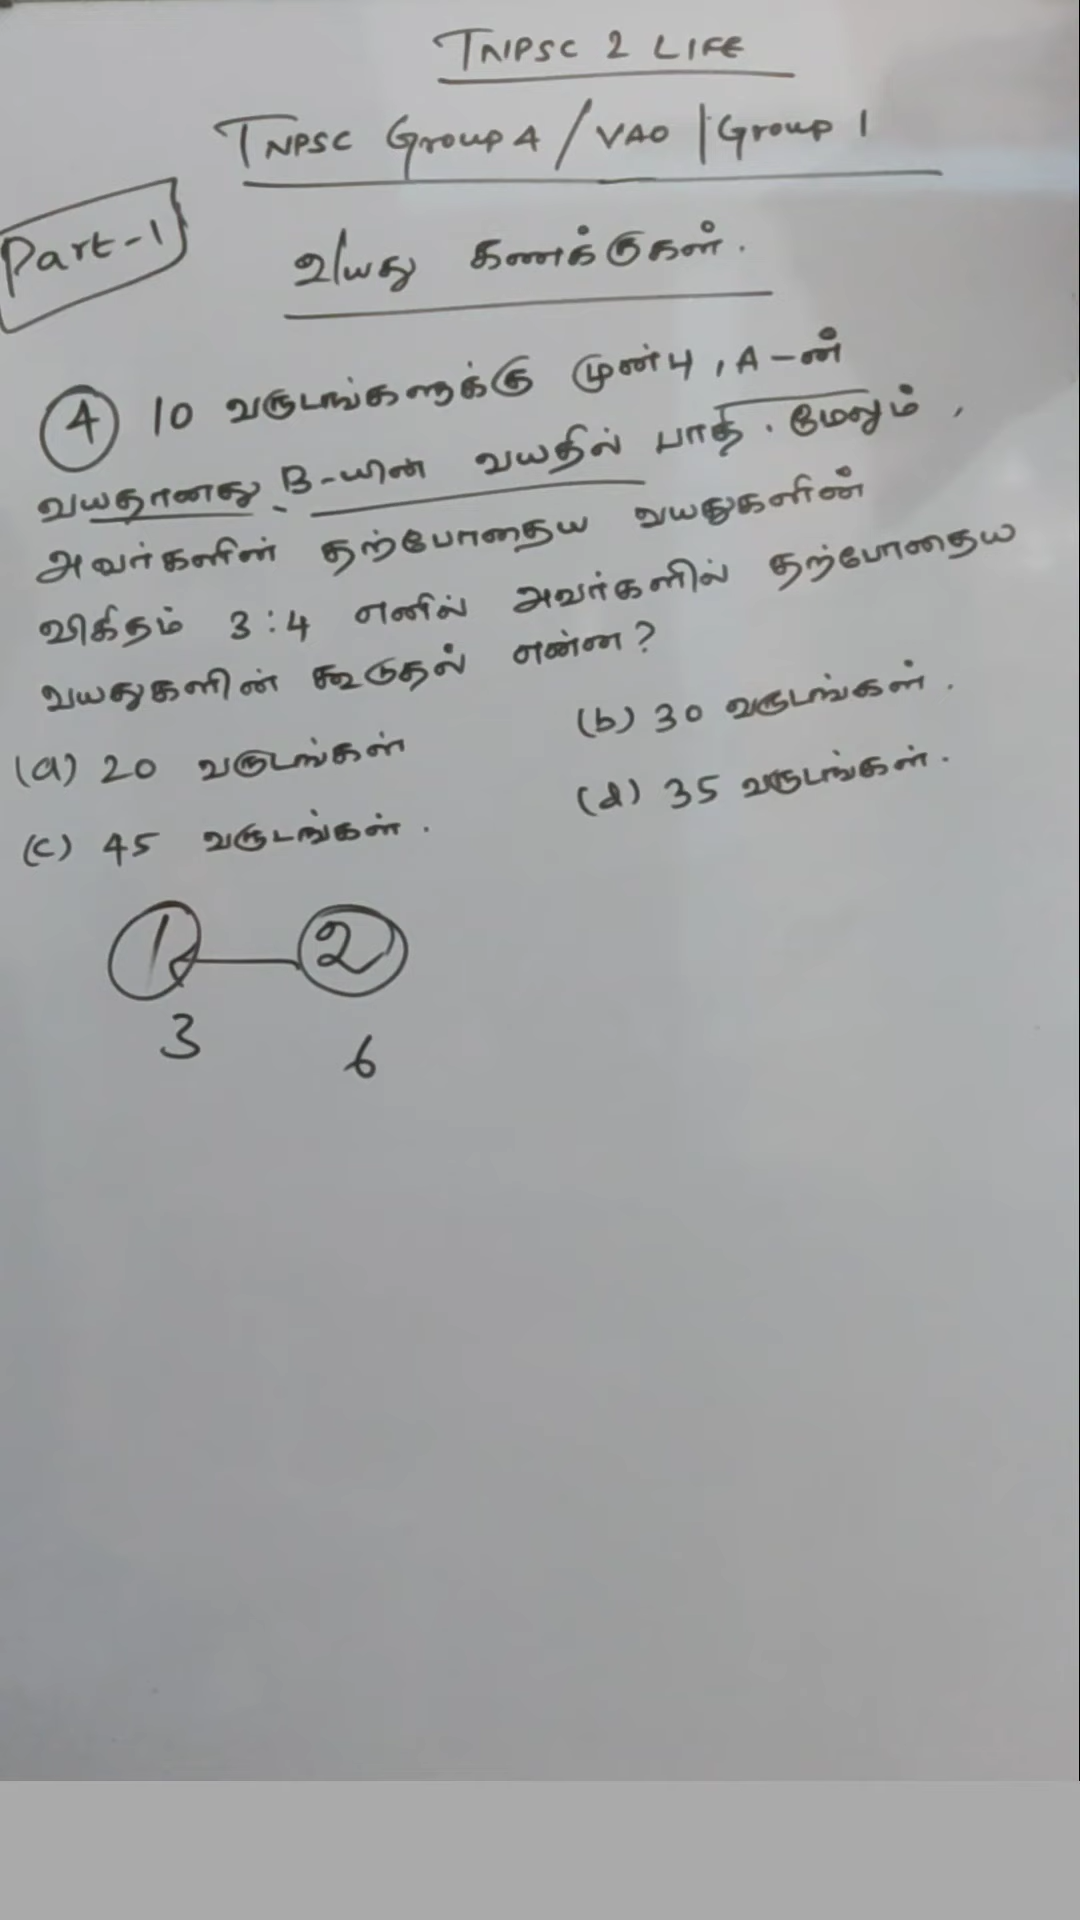 TNPSC 2 LIFE
TNPSC Group 4 / VAO | Group 1
Part-1
வயது கணக்குகள்.
4 10 வருடங்களுக்கு முன்பு, A-ன்
வயதானது B-யின் வயதில் பாதி. மேலும்,
அவர்களின் தற்போதைய வயதுகளின்
விகிதம் 3:4 எனில் அவர்களில் தற்போதைய
வயதுகளின் கூடுதல் என்ன?
(a) 20 வருடங்கள்
(b) 30 வருடங்கள்.
(c) 45 வருடங்கள்.
(d) 35 வருடங்கள்.
1 2
3 6